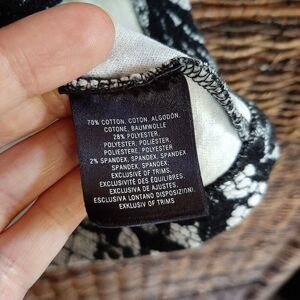 70% COTTON, COTON, ALGODÓN,
COTONE, BAUMWOLLE
28% POLYESTER,
POLYESTER, POLIÉSTER,
POLIESTERE, POLYESTER
2% SPANDEX, SPANDEX, SPANDEX
SPANDEX, SPANDEX.
EXCLUSIVE OF TRIMS.
EXCLUSIVITÉ DES ÉQUILIBRES.
EXCLUSIVA DE AJUSTES.
ESCLUSIVA LONTANO DISPOSIZIONI.
EXKLUSIV OF TRIMS